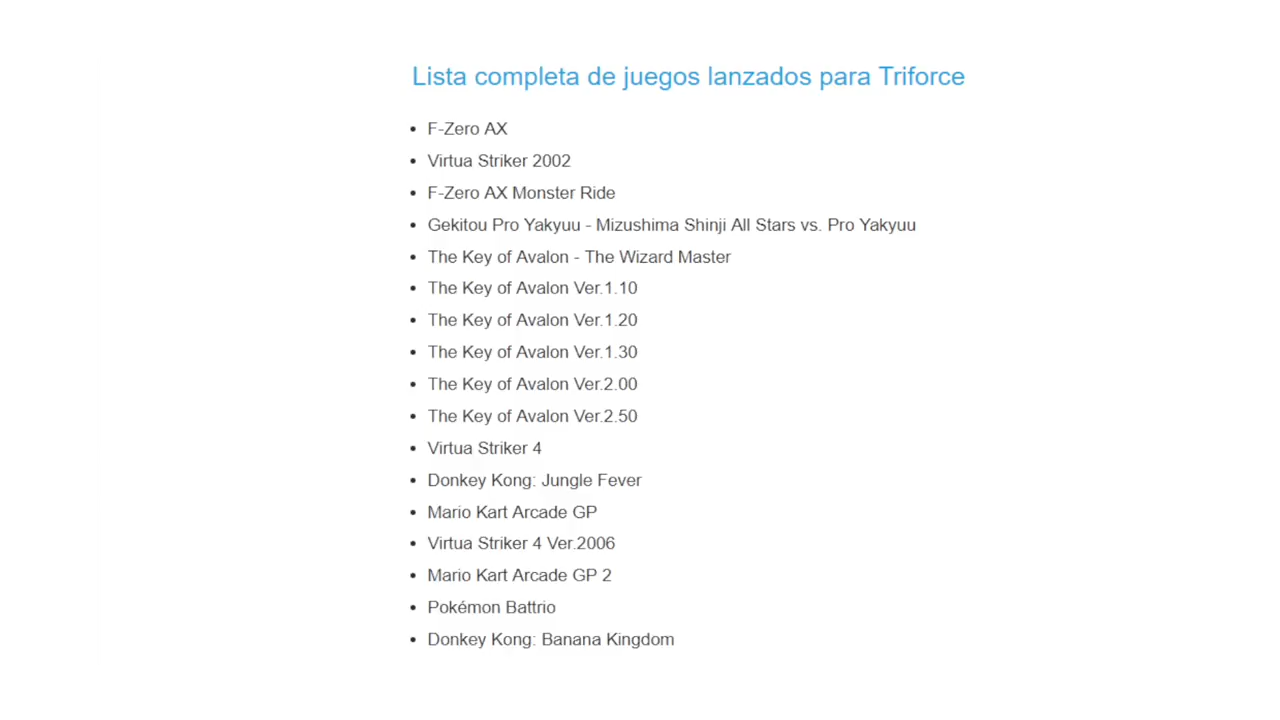 Lista completa de juegos lanzados para Triforce
• F-Zero AX
• Virtua Striker 2002
• F-Zero AX Monster Ride
• Gekitou Pro Yakyuu - Mizushima Shinji All Stars vs. Pro Yakyuu
• The Key of Avalon - The Wizard Master
• The Key of Avalon Ver.1.10
• The Key of Avalon Ver.1.20
• The Key of Avalon Ver.1.30
• The Key of Avalon Ver.2.00
• The Key of Avalon Ver.2.50
• Virtua Striker 4
• Donkey Kong: Jungle Fever
• Mario Kart Arcade GP
• Virtua Striker 4 Ver.2006
• Mario Kart Arcade GP 2
• Pokémon Battrio
• Donkey Kong: Banana Kingdom